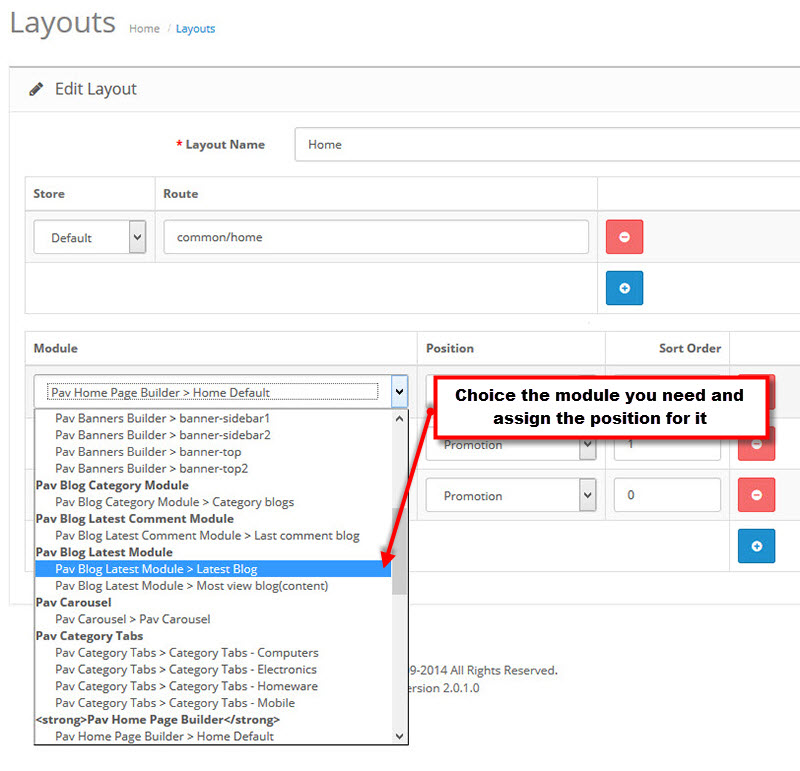 Layouts Home / Layouts
Edit Layout
* Layout Name Home
Store Route
Default common/home
Module Position Sort Order
Pav Home Page Builder > Home Default
Choice the module you need and
assign the position for it
Pav Banners Builder > banner-sidebar1
Pav Banners Builder > banner-sidebar2
Promotion 1
Pav Banners Builder > banner-top
Pav Banners Builder > banner-top2
Pav Blog Category Module
Pav Blog Category Module > Category blogs
Promotion 0
Pav Blog Latest Comment Module
Pav Blog Latest Comment Module > Last comment blog
Pav Blog Latest Module
Pav Blog Latest Module > Latest Blog
Pav Blog Latest Module > Most view blog(content)
Pav Carousel
Pav Carousel > Pav Carousel
Pav Category Tabs
Pav Category Tabs > Category Tabs - Computers
Pav Category Tabs > Category Tabs - Electronics
Pav Category Tabs > Category Tabs - Homeware
Pav Category Tabs > Category Tabs - Mobile
<strong>Pav Home Page Builder</strong>
Pav Home Page Builder > Home Default
9-2014 All Rights Reserved.
ersion 2.0.1.0